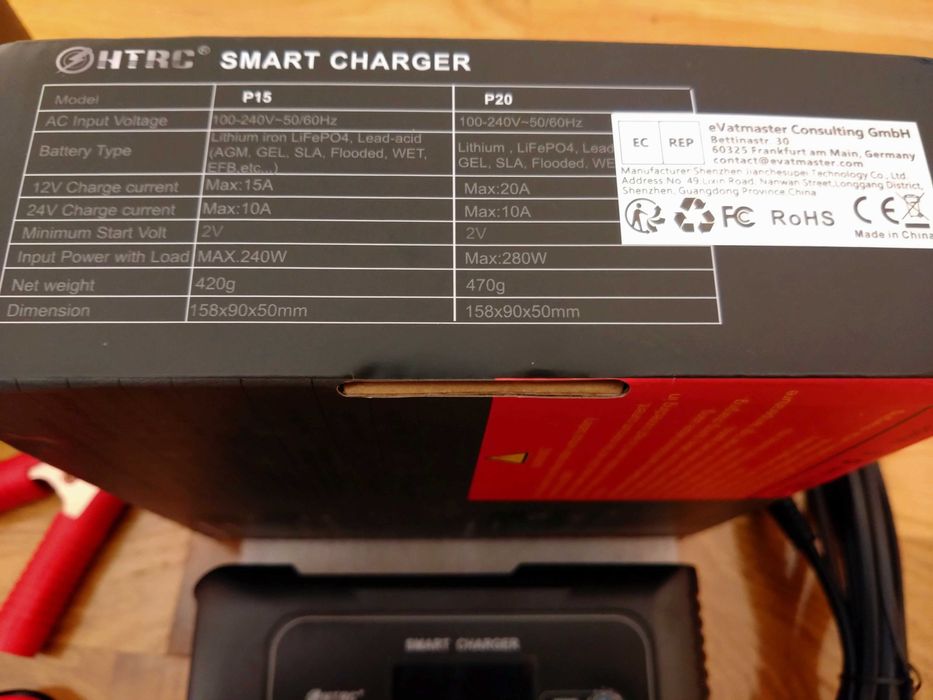 HTRC® SMART CHARGER
Model P15 P20
AC Input Voltage 100-240V~50/60Hz 100-240V~50/60Hz
Battery Type Lithium iron LiFePO4, Lead-acid (AGM, GEL, SLA, Flooded, WET, EFB,etc...) Lithium , LiFePO4, Lead GEL, SLA, Flooded, WE
12V Charge current Max:15A Max:20A
24V Charge current Max:10A Max:10A
Minimum Start Volt 2V 2V
Input Power with Load MAX.240W Max:280W
Net weight 420g 470g
Dimension 158x90x50mm 158x90x50mm
EC REP
eVatmaster Consulting GmbH
Bettinastr. 30
60325 Frankfurt am Main, Germany
contact@evatmaster.com
Manufacturer Shenzhen Jianchesupei Technology Co., Ltd
Address No. 49.Lixin Road. Nanwan Street,Longgang District,
Shenzhen, Guangdong Province China
FC RoHS CE
Made in China
SMART CHARGER
HTRC®